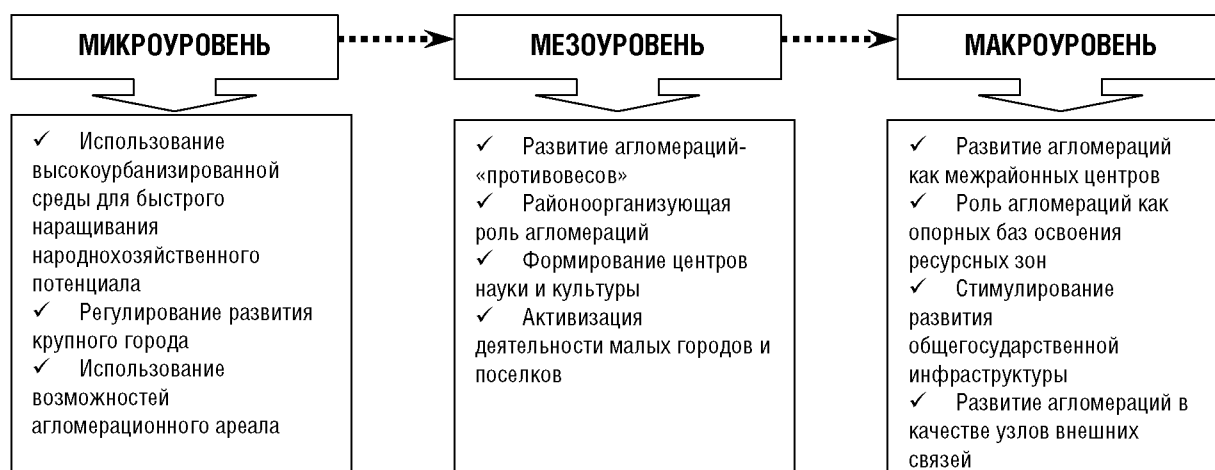 МИКРОУРОВЕНЬ
✓ Использование
высокоурбанизированной
среды для быстрого
наращивания
народнохозяйственного
потенциала
✓ Регулирование развития
крупного города
✓ Использование
возможностей
агломерационного ареала
МЕЗОУРОВЕНЬ
✓ Развитие агломераций-
«противовесов»
✓ Районоорганизующая
роль агломераций
✓ Формирование центров
науки и культуры
✓ Активизация
деятельности малых городов и
поселков
МАКРОУРОВЕНЬ
✓ Развитие агломераций
как межрайонных центров
✓ Роль агломераций как
опорных баз освоения
ресурсных зон
✓ Стимулирование
развития
общегосударственной
инфраструктуры
✓ Развитие агломераций в
качестве узлов внешних
связей